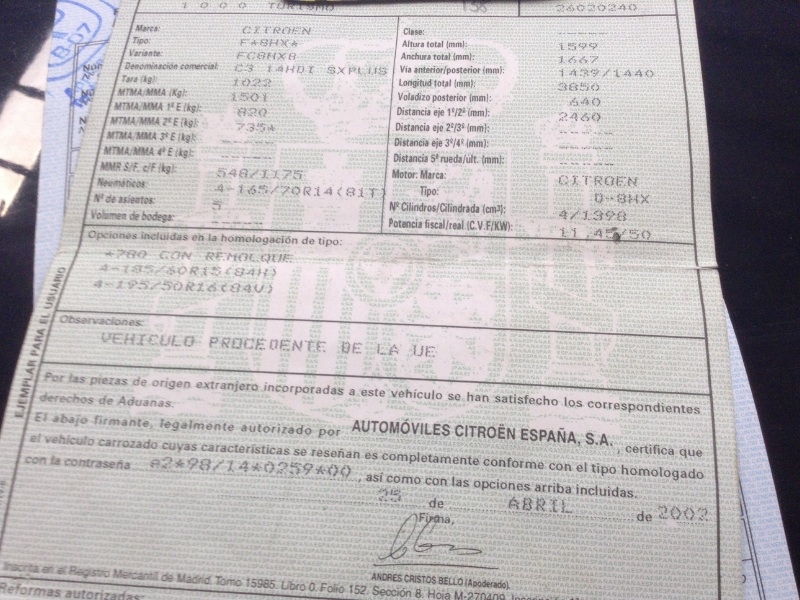 1000 TURISMO 26020240
Marca: CITROEN
Tipo: F*8HX*
Variante: FC8HXB
Denominación comercial: C3 14HDI SXPLUS
Tara (kg): 1022
MTMA/MMA (Kg): 1501
MTMA/MMA 1º E (kg): 820
MTMA/MMA 2º E (kg): 735*
MTMA/MMA 3º E (kg): -----
MTMA/MMA 4º E (kg): -----
MMR S/F. c/F (kg): 548/1175
Neumáticos: 4-165/70R14(81T)
Nº de asientos: 5
Volumen de bodega: -----
Clase: -----
Altura total (mm): 1599
Anchura total (mm): 1667
Vía anterior/posterior (mm): 1439/1440
Longitud total (mm): 3850
Voladizo posterior (mm): 640
Distancia eje 1º/2º (mm): 2460
Distancia eje 2º/3º (mm): -----
Distancia eje 3º/4º (mm): -----
Distancia 5ª rueda/ult. (mm): -----
Motor: Marca: CITROEN
Tipo: D-8HX
Nº Cilindros/Cilindrada (cm³): 4/1398
Potencia fiscal/real (C.V.F/KW): 11,45/50
Opciones incluidas en la homologación de tipo:
*780 CON REMOLQUE
4-185/60R15(84H)
4-195/50R16(84V)
Observaciones:
VEHICULO PROCEDENTE DE LA UE
EJEMPLAR PARA EL USUARIO
Por las piezas de origen extranjero incorporadas a este vehículo se han satisfecho los correspondientes
derechos de Aduanas.
El abajo firmante, legalmente autorizado por AUTOMÓVILES CITROËN ESPAÑA, S.A., certifica que
el vehículo carrozado cuyas características se reseñan es completamente conforme con el tipo homologado
con la contraseña e2*98/14*0259*00, así como con las opciones arriba incluidas.
25 de ABRIL de 2002
Firma,
ANDRES CRISTOS BELLO (Apoderado).
Inscrita en el Registro Mercantil de Madrid, Tomo 15985. Libro 0. Folio 152. Sección 8. Hoja M-270409.
Reformas autorizadas: